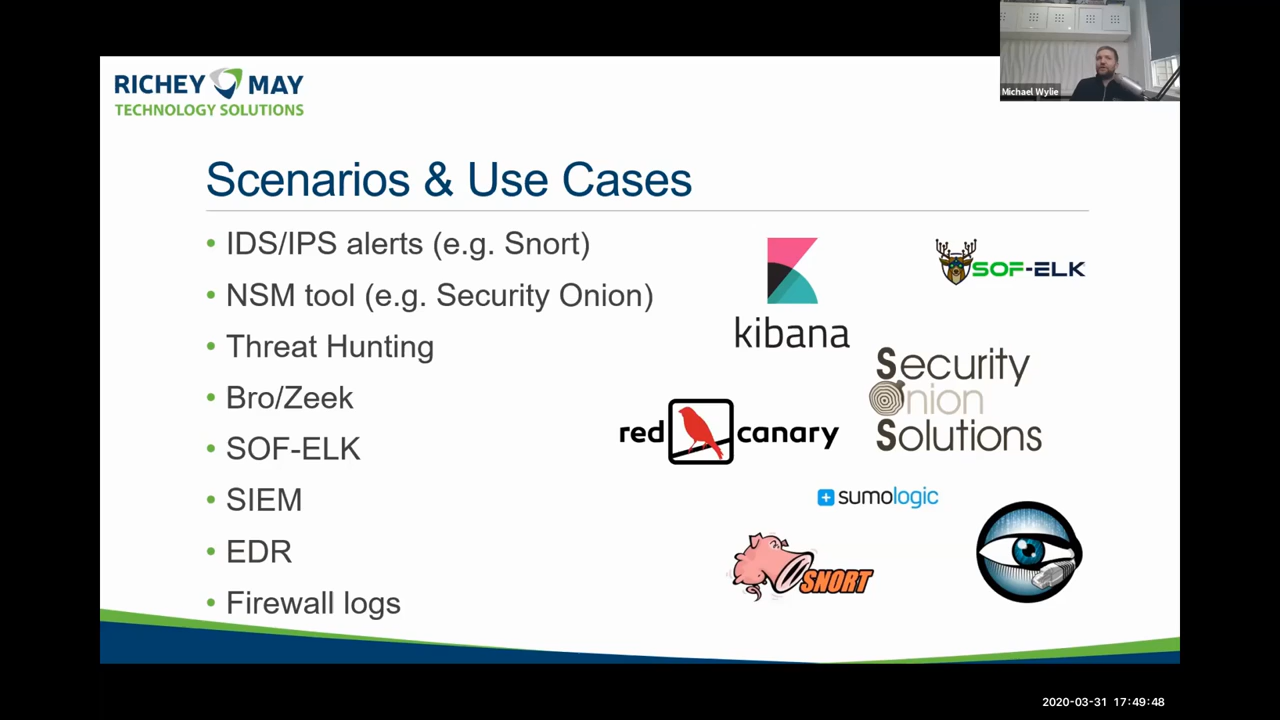 RICHEY MAY
TECHNOLOGY SOLUTIONS
Michael Wylie
Scenarios & Use Cases
• IDS/IPS alerts (e.g. Snort)
• NSM tool (e.g. Security Onion)
• Threat Hunting
• Bro/Zeek
• SOF-ELK
• SIEM
• EDR
• Firewall logs
kibana
SOF-ELK
Security
Onion
Solutions
red canary
sumologic
SNORT
2020-03-31 17:49:48